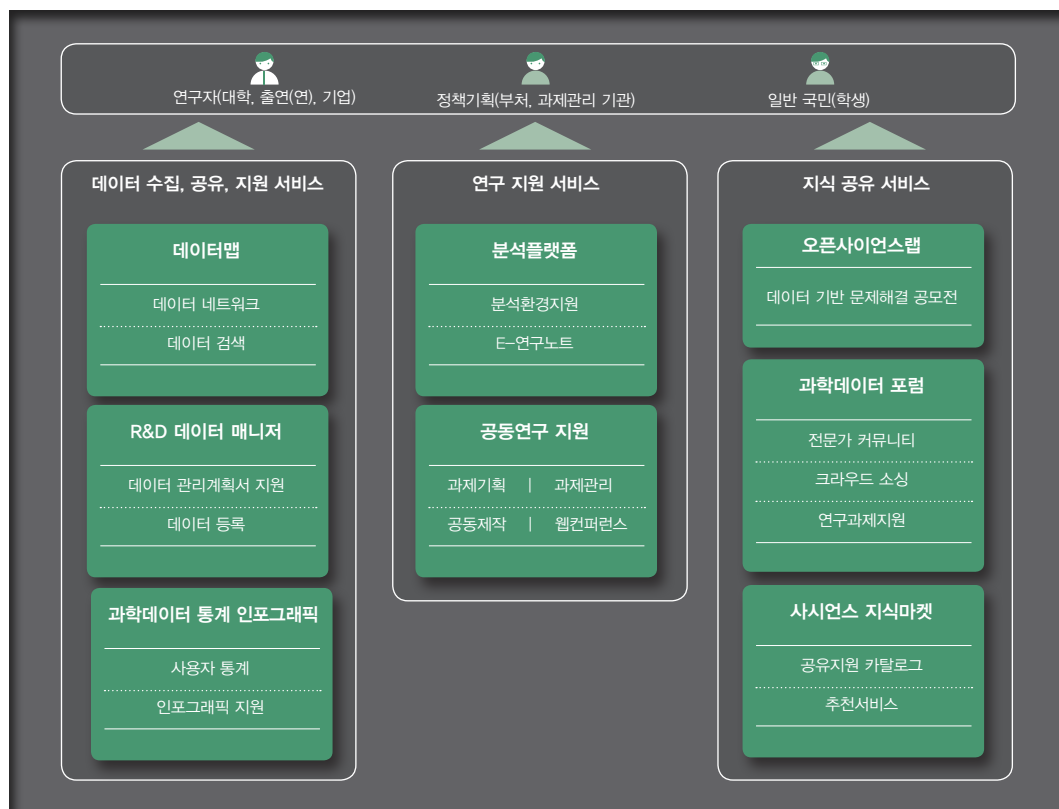 연구자(대학, 출연(연), 기업)
정책기획(부처, 과제관리 기관)
일반 국민(학생)
데이터 수집, 공유, 지원 서비스
데이터맵
데이터 네트워크
데이터 검색
R&D 데이터 매니저
데이터 관리계획서 지원
데이터 등록
과학데이터 통계 인포그래픽
사용자 통계
인포그래픽 지원
연구 지원 서비스
분석플랫폼
분석환경지원
E-연구노트
공동연구 지원
과제기획 | 과제관리
공동제작 | 웹컨퍼런스
지식 공유 서비스
오픈사이언스랩
데이터 기반 문제해결 공모전
과학데이터 포럼
전문가 커뮤니티
크라우드 소싱
연구과제지원
사시언스 지식마켓
공유지원 카탈로그
추천서비스